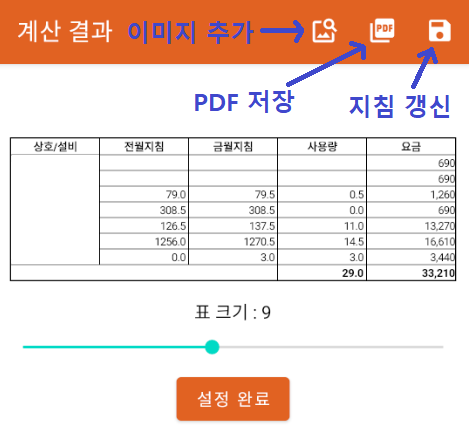 계산 결과 이미지 추가
PDF
PDF 저장
지침 갱신
상호/설비 전월지침 금월지침 사용량 요금
690
690
79.0 79.5 0.5 1,260
308.5 308.5 0.0 690
126.5 137.5 11.0 13,270
1256.0 1270.5 14.5 16,610
0.0 3.0 3.0 3,440
29.0 33,210
표 크기 : 9
설정 완료